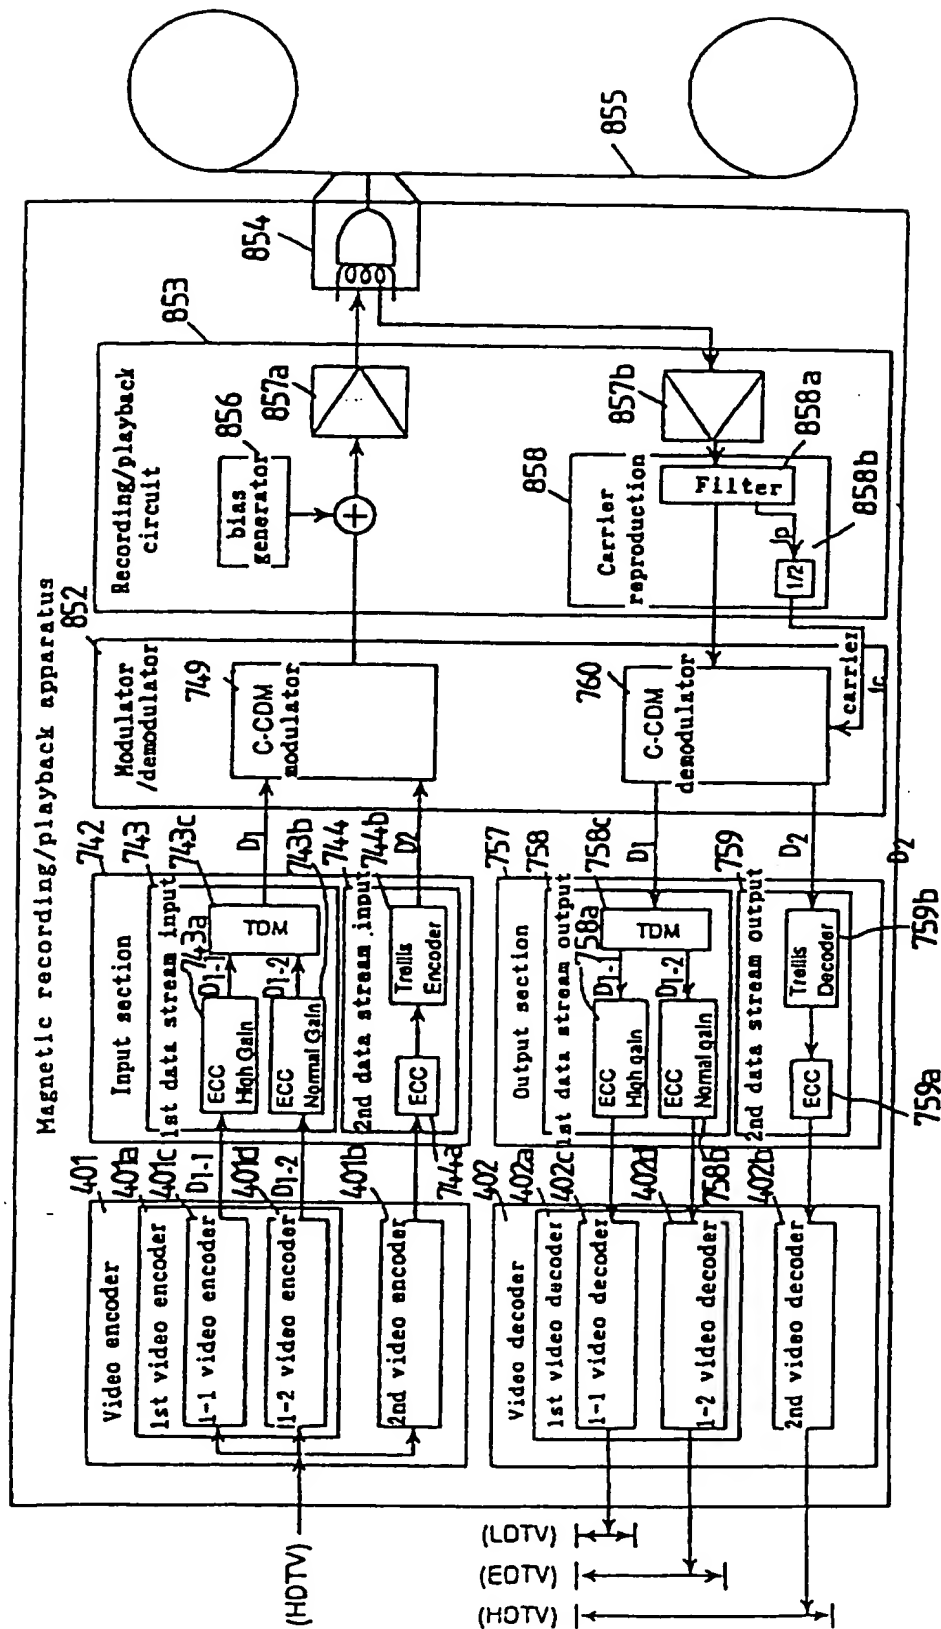 Magnetic recording/playback apparatus
852
853
854
855
Recording/playback
circuit
856
bias
generator
857a
857b
858
Carrier
reproduction
Filter
858a
858b
1/2
fp
Modulator
/demodulator
749
C-CDM
modulator
760
C-CDM
demodulator
carrier
fc
742
743
743c
Input section
1st data stream input
743a
TDM
D1
D1-1
D1-2
743b
ECC
High Gain
ECC
Normal Gain
744
744b
2nd data stream input
Trellis
Encoder
D2
ECC
744a
757
758
758c
Output section
1st data stream output
758a
TDM
D1
D1-1
D1-2
ECC
High gain
ECC
Normal gain
758b
759
2nd data stream output
Trellis
Decoder
D2
D2
759b
ECC
759a
401
401a
401c
D1-1
401d
D1-2
401b
Video encoder
1st video encoder
1-1 video encoder
1-2 video encoder
2nd video encoder
402
402a
402c
402d
402b
Video decoder
1st video decoder
1-1 video decoder
1-2 video decoder
2nd video decoder
(HDTV)
(LDTV)
(EDTV)
(HDTV)